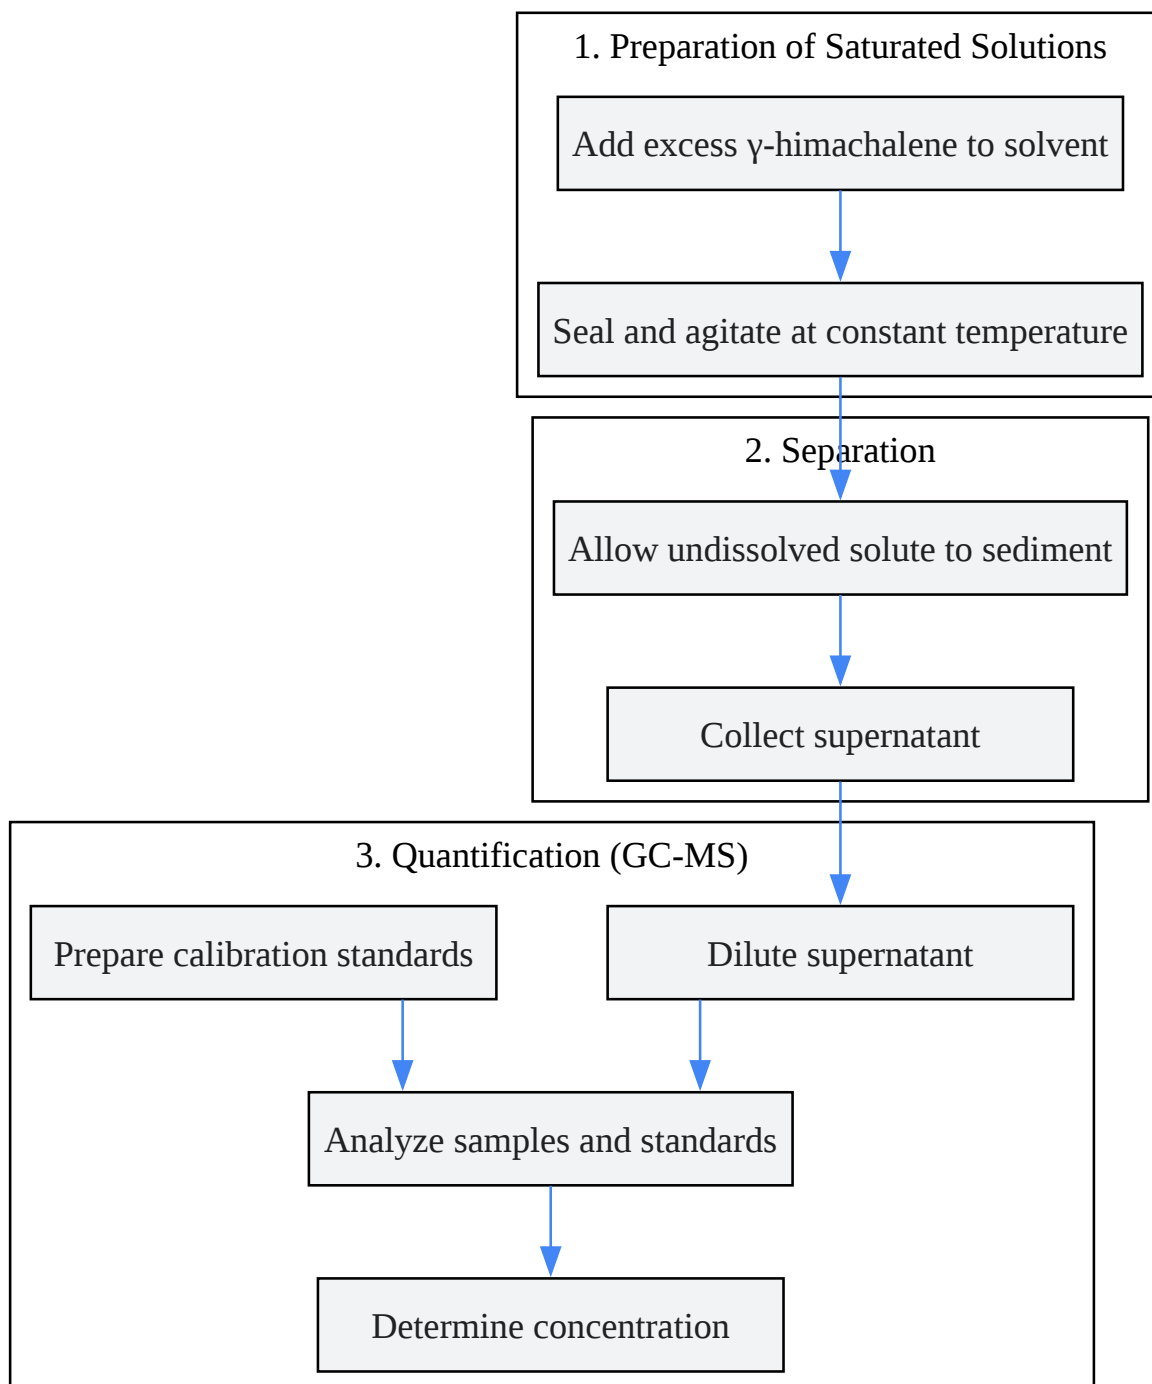 1. Preparation of Saturated Solutions
Add excess γ-himachalene to solvent
Seal and agitate at constant temperature
2. Separation
Allow undissolved solute to sediment
Collect supernatant
3. Quantification (GC-MS)
Prepare calibration standards
Dilute supernatant
Analyze samples and standards
Determine concentration